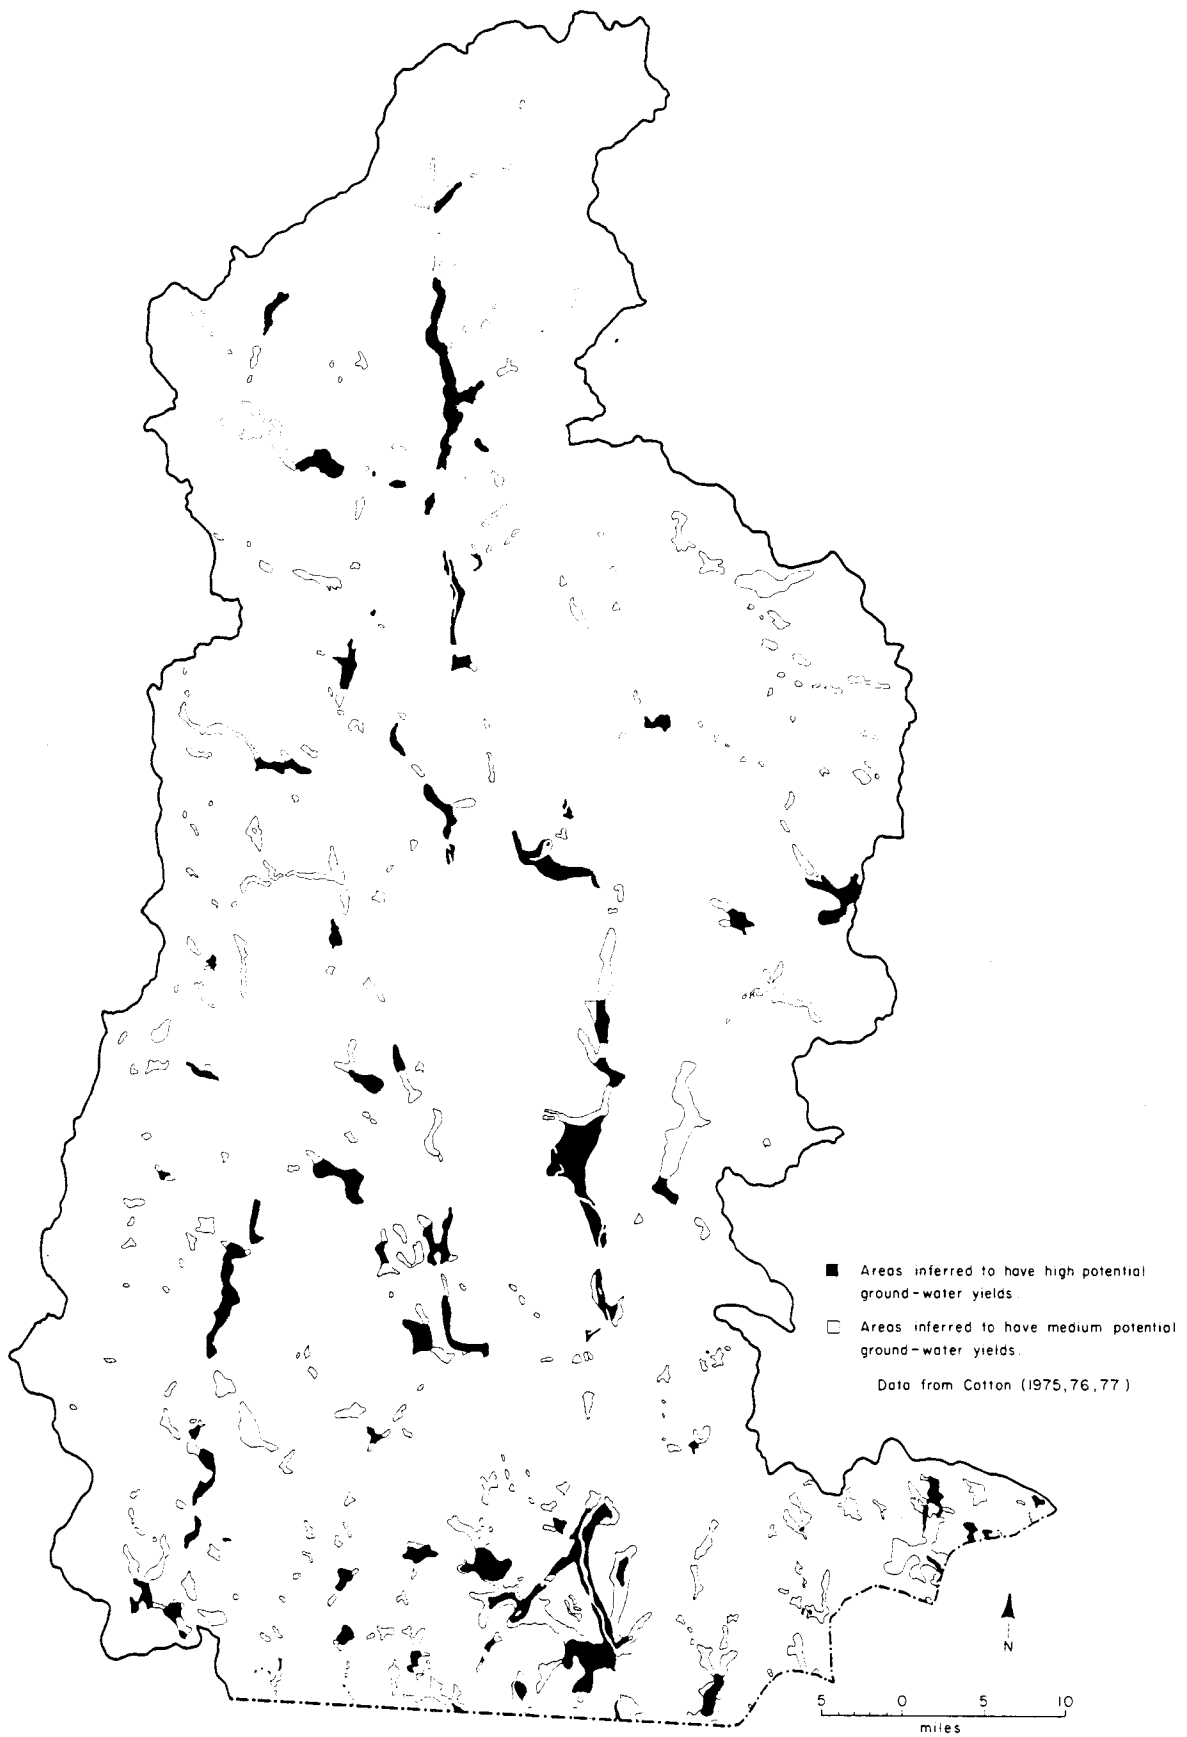 Areas inferred to have high potential
ground-water yields.
Areas inferred to have medium potential
ground-water yields.
Data from Cotton (1975,76,77)
N
5 0 5 10
miles